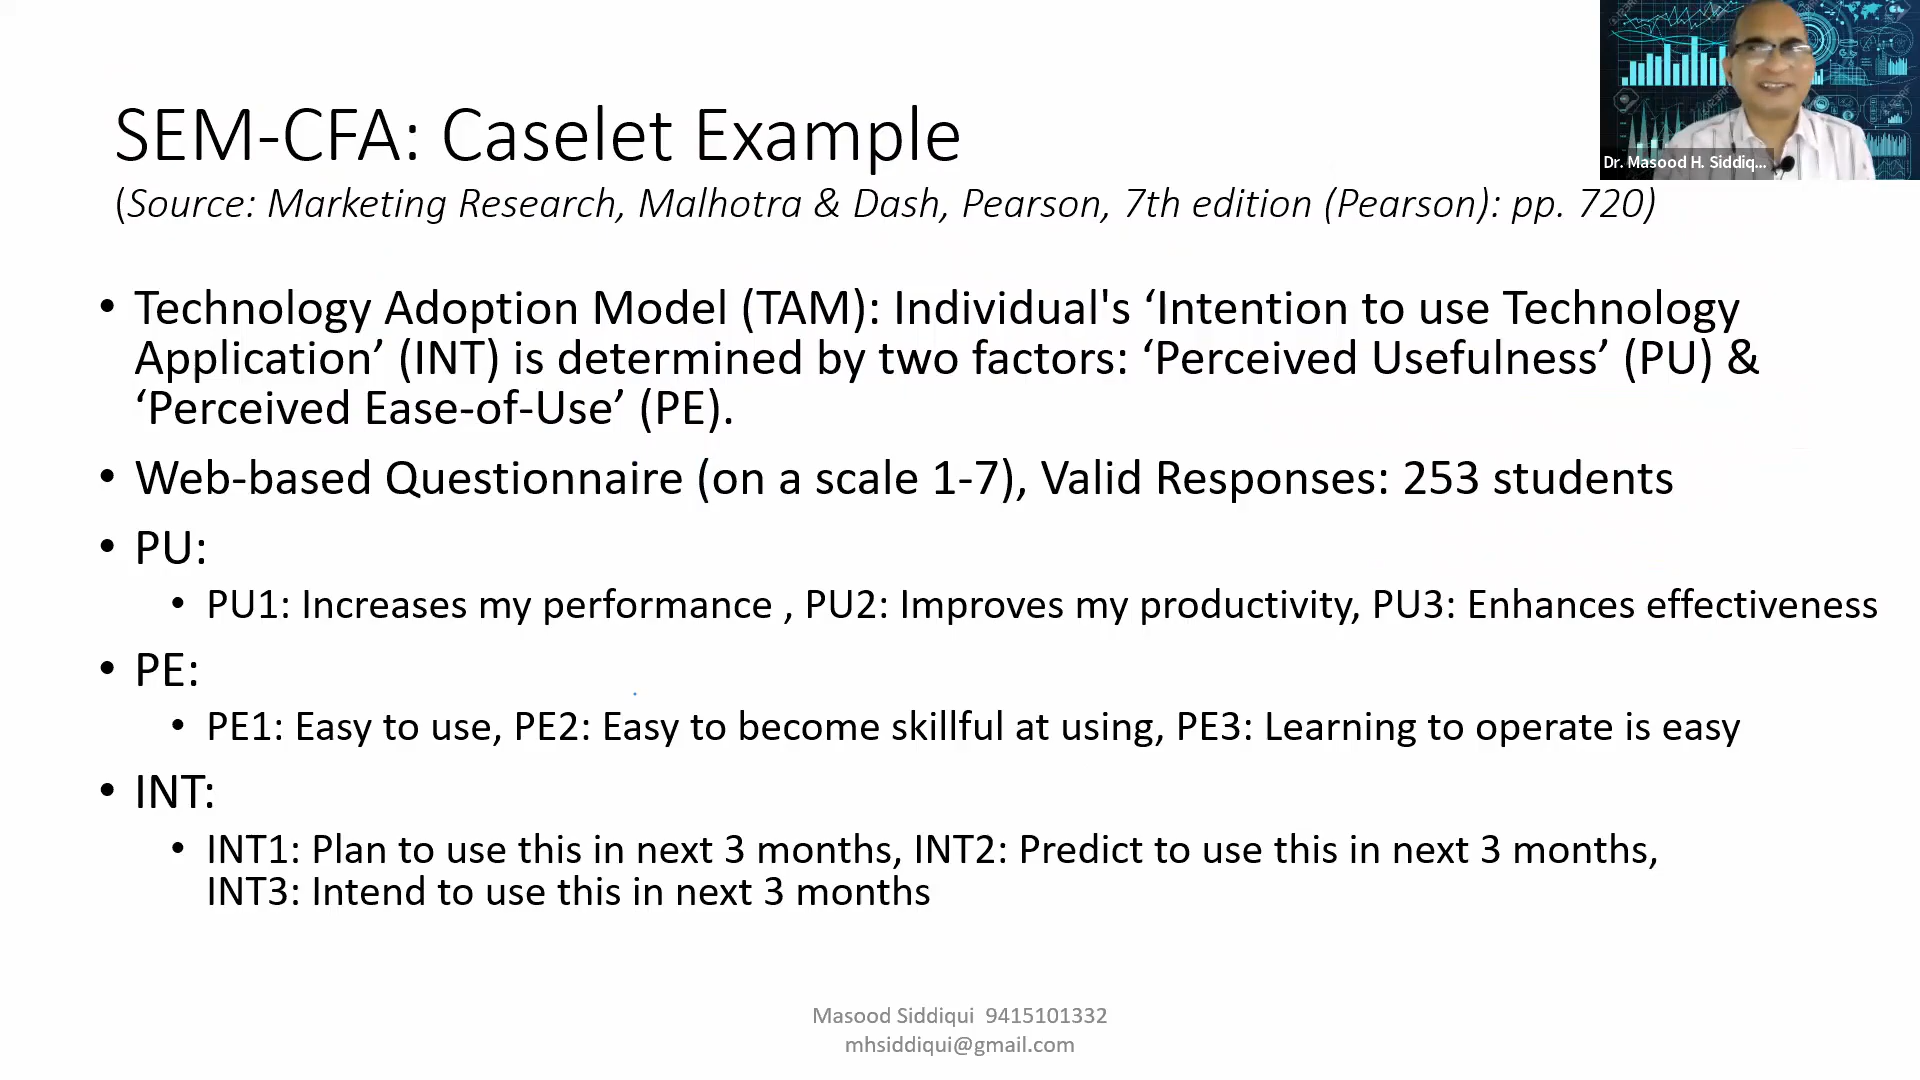 SEM-CFA: Caselet Example
(Source: Marketing Research, Malhotra & Dash, Pearson, 7th edition (Pearson): pp. 720)
Dr. Masood H. Siddiq...
• Technology Adoption Model (TAM): Individual's ‘Intention to use Technology
Application’ (INT) is determined by two factors: ‘Perceived Usefulness’ (PU) &
‘Perceived Ease-of-Use’ (PE).
• Web-based Questionnaire (on a scale 1-7), Valid Responses: 253 students
• PU:
• PU1: Increases my performance , PU2: Improves my productivity, PU3: Enhances effectiveness
• PE:
• PE1: Easy to use, PE2: Easy to become skillful at using, PE3: Learning to operate is easy
• INT:
• INT1: Plan to use this in next 3 months, INT2: Predict to use this in next 3 months,
INT3: Intend to use this in next 3 months
Masood Siddiqui 9415101332
mhsiddiqui@gmail.com